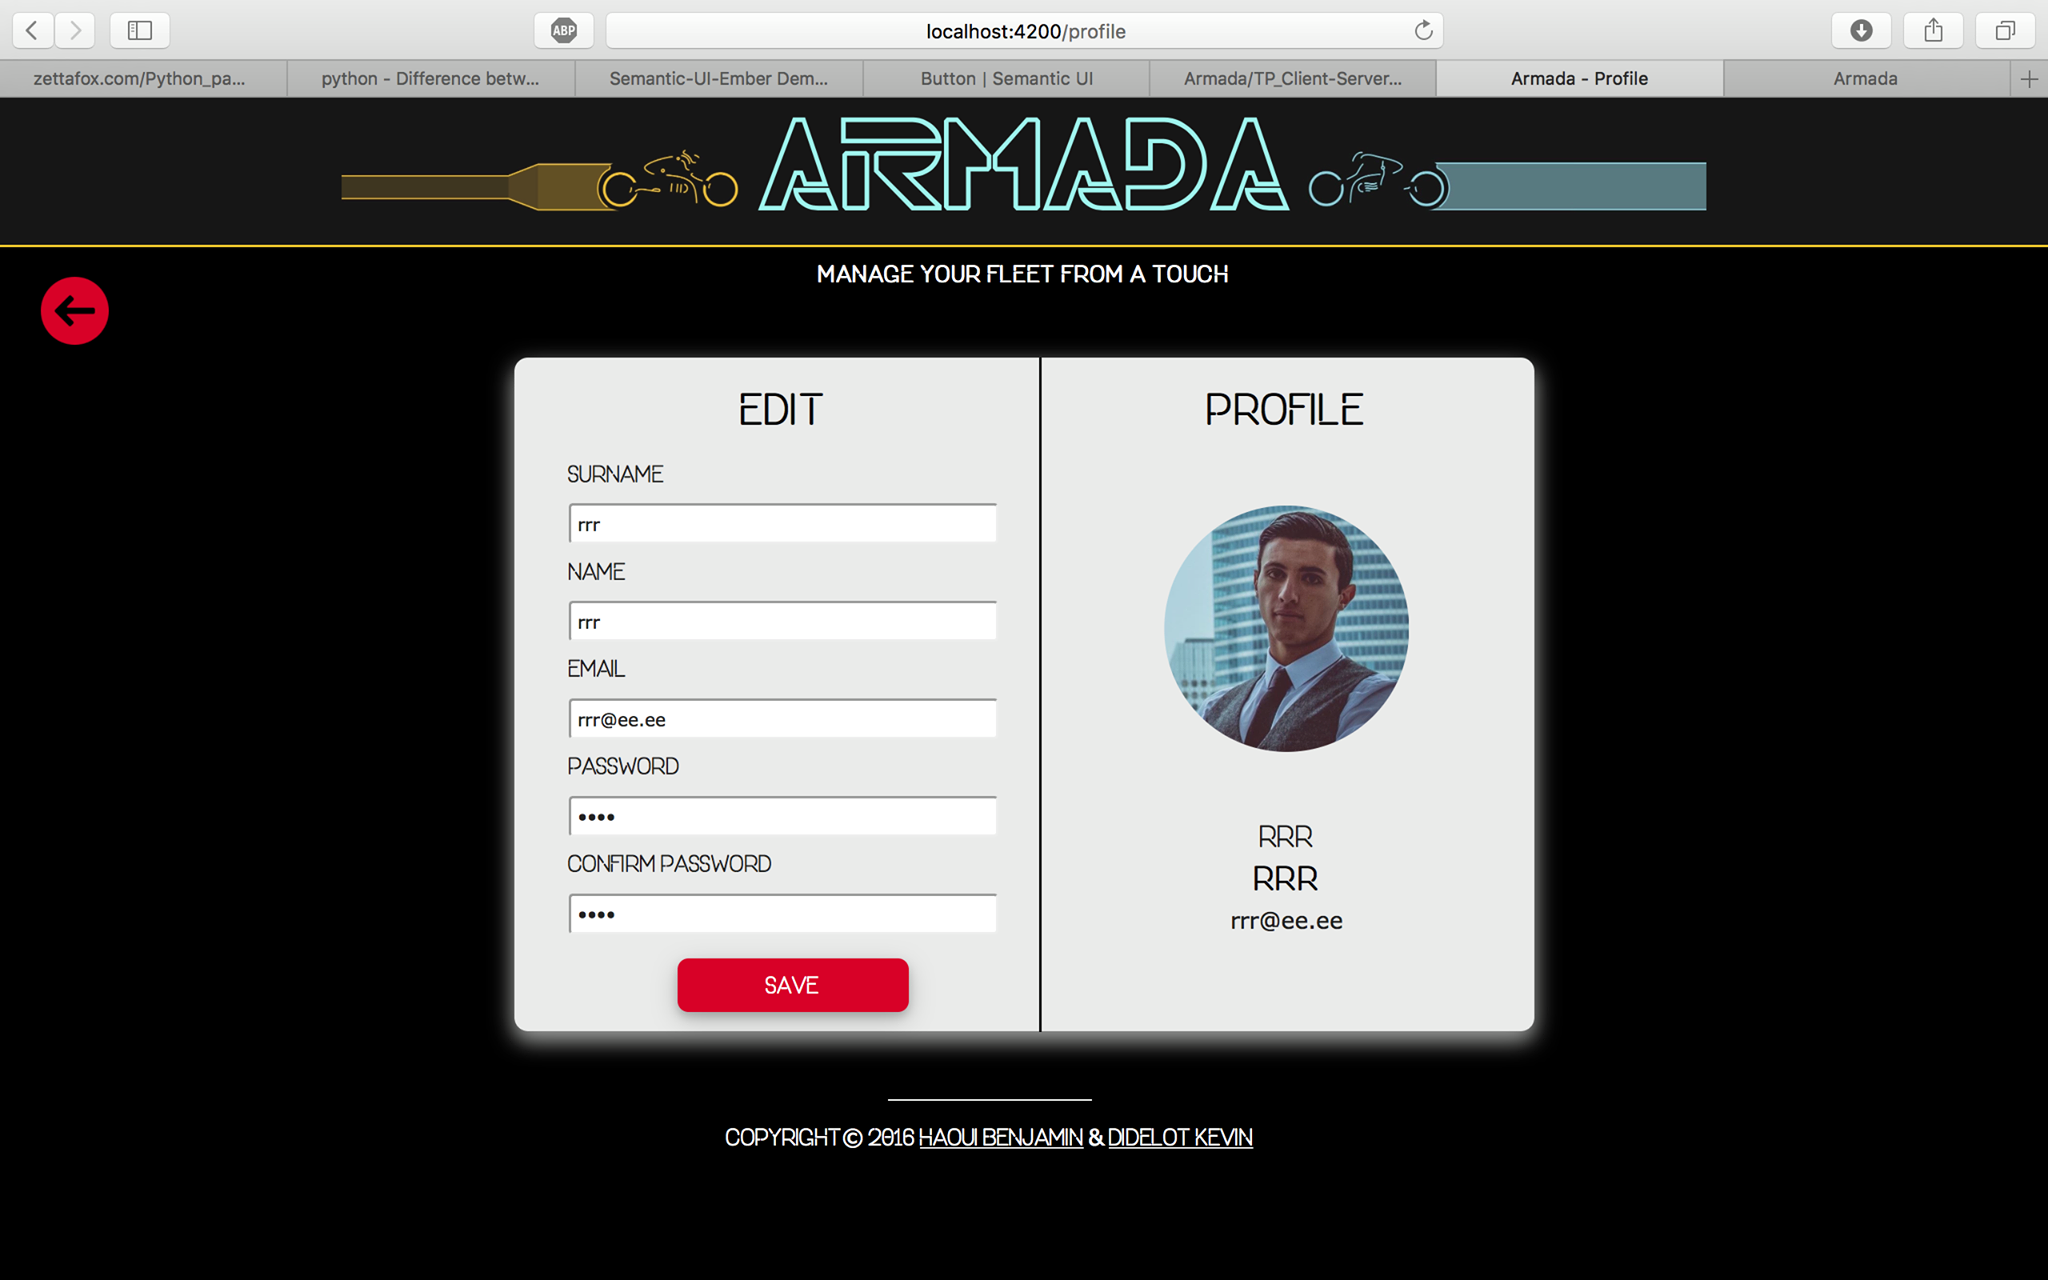 ABP
localhost:4200/profile
zettafox.com/Python_pa...
python - Difference betw...
Semantic-UI-Ember Dem...
Button | Semantic UI
Armada/TP_Client-Server...
Armada - Profile
Armada
ARMADA
MANAGE YOUR FLEET FROM A TOUCH
EDIT
SURNAME
rrr
NAME
rrr
EMAIL
rrr@ee.ee
PASSWORD
••••
CONFIRM PASSWORD
••••
SAVE
PROFILE
RRR
RRR
rrr@ee.ee
COPYRIGHT© 2016 HAOUI BENJAMIN & DIDELOT KEVIN